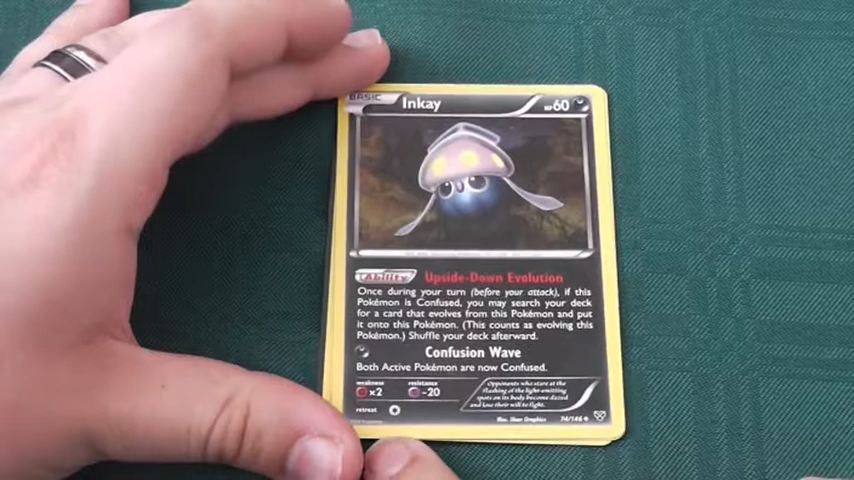 BASIC Inkay HP60
Ability Upside-Down Evolution
Once during your turn (before your attack), if this
Pokémon is Confused, you may search your deck
for a card that evolves from this Pokémon and put
it onto this Pokémon. (This counts as evolving this
Pokémon.) Shuffle your deck afterward.
Confusion Wave
Both Active Pokémon are now Confused.
weakness resistance
×2 -20
retreat
Opponents who stare at the
flashing of the light-emitting
spots on its body become dazed
and lose their will to fight.
Illus. Shan Graphics 74/146